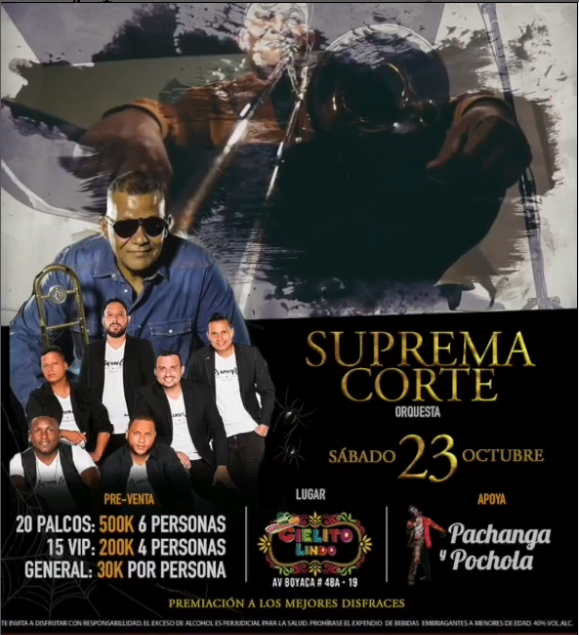 SUPREMA
CORTE
ORQUESTA
SÁBADO 23 OCTUBRE
PRE-VENTA
20 PALCOS: 500K 6 PERSONAS
15 VIP: 200K 4 PERSONAS
GENERAL: 30K POR PERSONA
LUGAR
CIELITO
LINDO
AV BOYACA # 48A - 19
APOYA
Pachanga
y Pochola
PREMIACIÓN A LOS MEJORES DISFRACES
TE INVITA A DISFRUTAR CON RESPONSABILLIDAD. EL EXCESO DE ALCOHOL ES PERJUDICIAL PARA LA SALUD. PROHÍBASE EL EXPENDIO DE BEBIDAS EMBRIAGANTES A MENORES DE EDAD. 40% VOL.ALC.